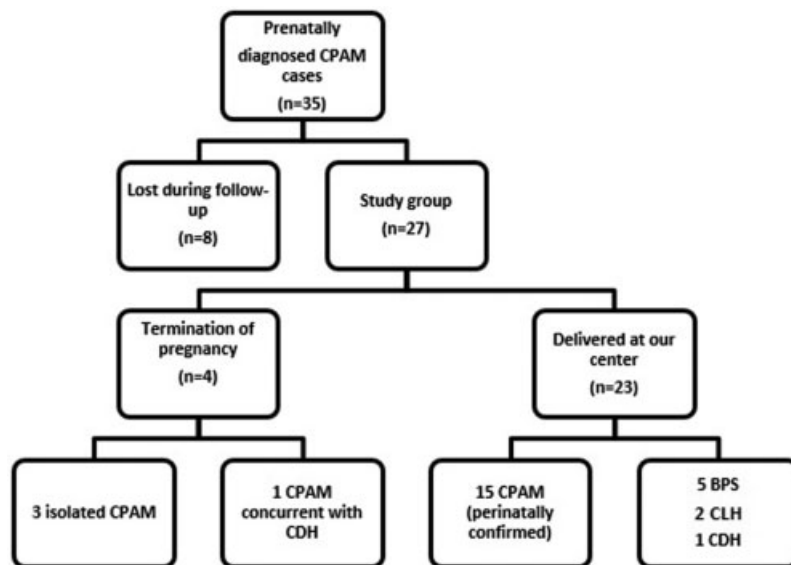 Prenatally
diagnosed CPAM
cases
(n=35)
Lost during follow-
up
(n=8)
Study group
(n=27)
Termination of
pregnancy
(n=4)
Delivered at our
center
(n=23)
3 isolated CPAM
1 CPAM
concurrent with
CDH
15 CPAM
(perinatally
confirmed)
5 BPS
2 CLH
1 CDH